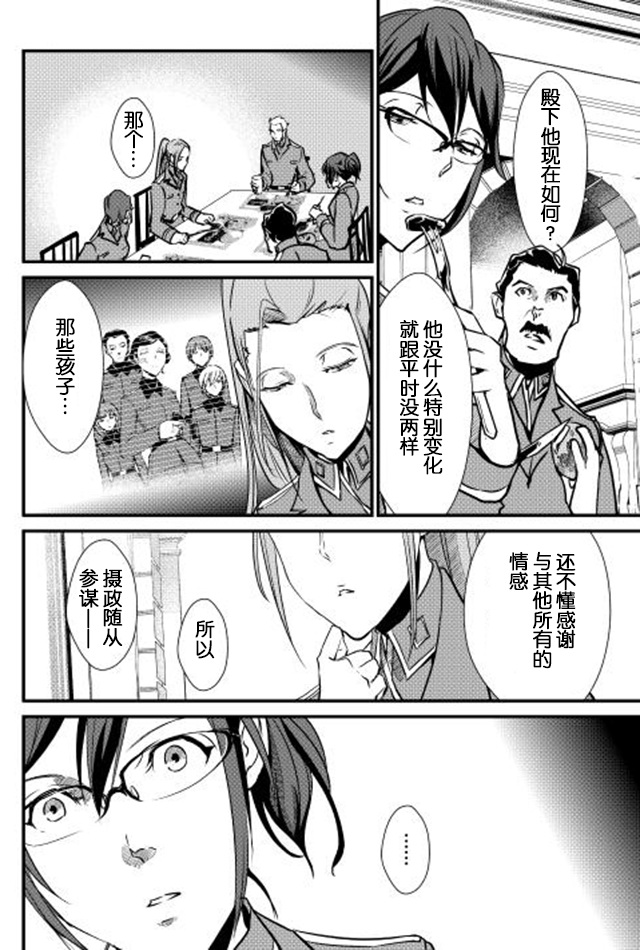 殿下他现在如何？
他没什么特别变化
就跟平时没两样
那个…
那些孩子…
还不懂感谢
与其他所有的
情感
所以
摄政随从
参谋——
……